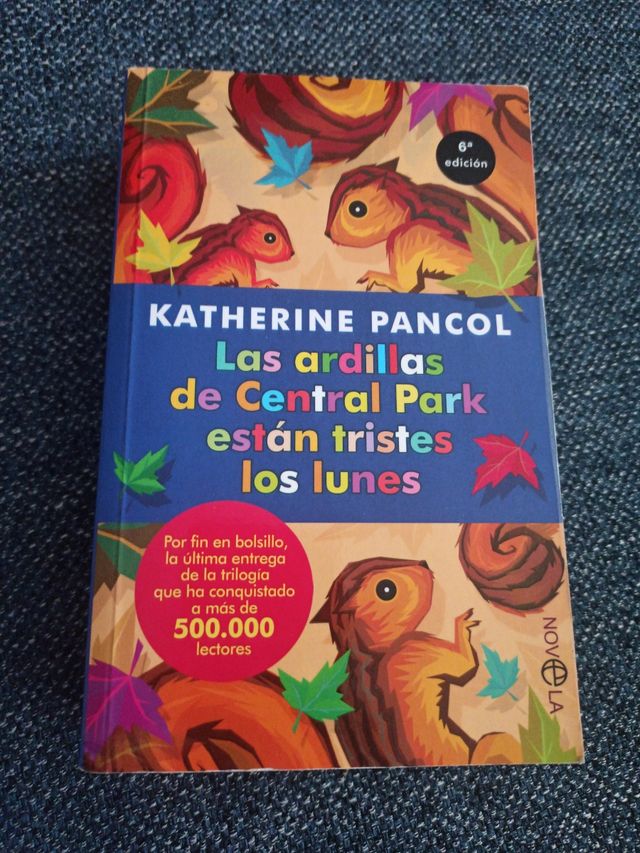 6ª
edición
KATHERINE PANCOL
Las ardillas
de Central Park
están tristes
los lunes
Por fin en bolsillo,
la última entrega
de la trilogía
que ha conquistado
a más de
500.000
lectores
NOVELA